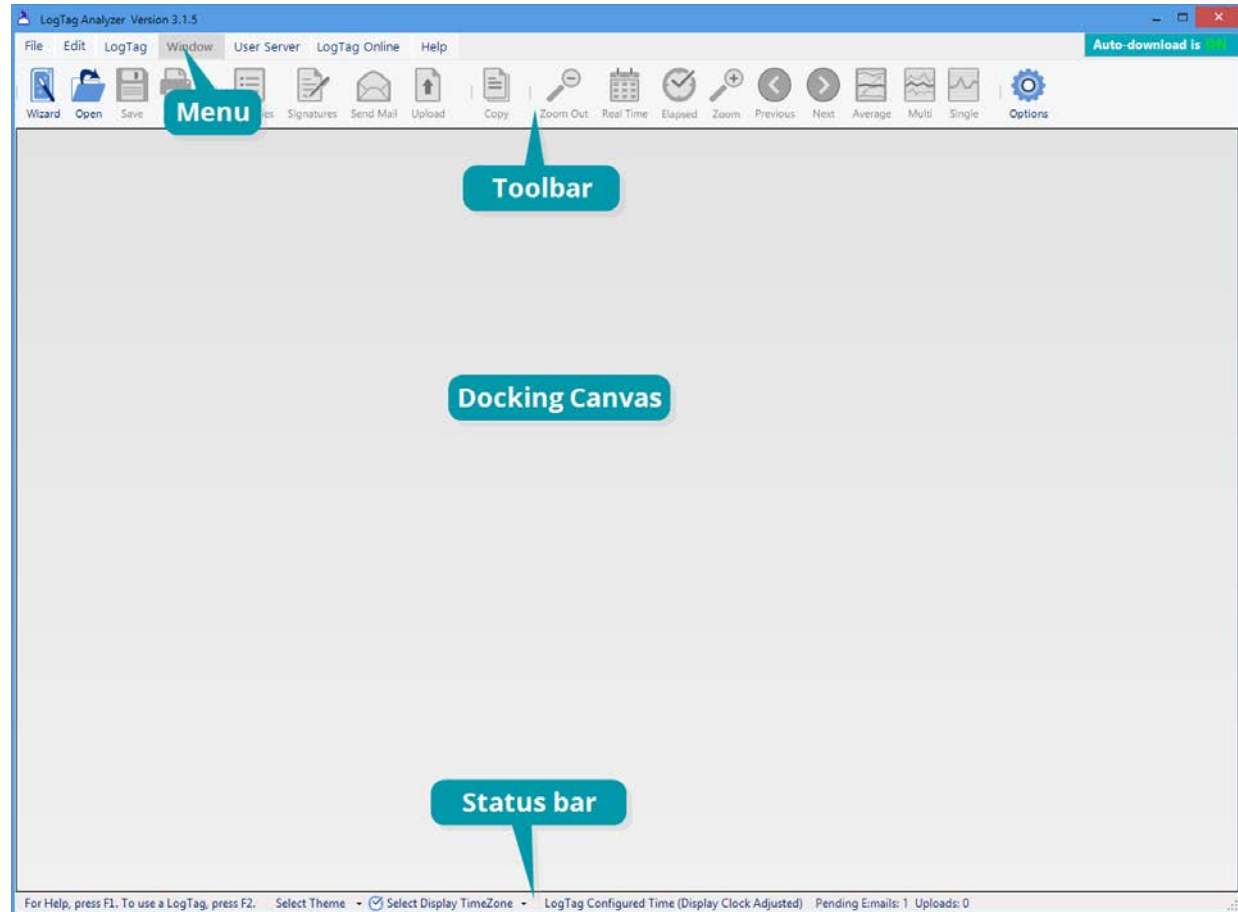 LogTag Analyzer Version 3.1.5
File Edit LogTag Window User Server LogTag Online Help Auto-download is ON
Wizard Open Save Signatures Send Mail Upload Copy Zoom Out Real Time Elapsed Zoom Previous Next Average Multi Single Options
Menu
Toolbar
Docking Canvas
Status bar
For Help, press F1. To use a LogTag, press F2. Select Theme Select Display TimeZone LogTag Configured Time (Display Clock Adjusted) Pending E:mails: 1 Uploads: 0